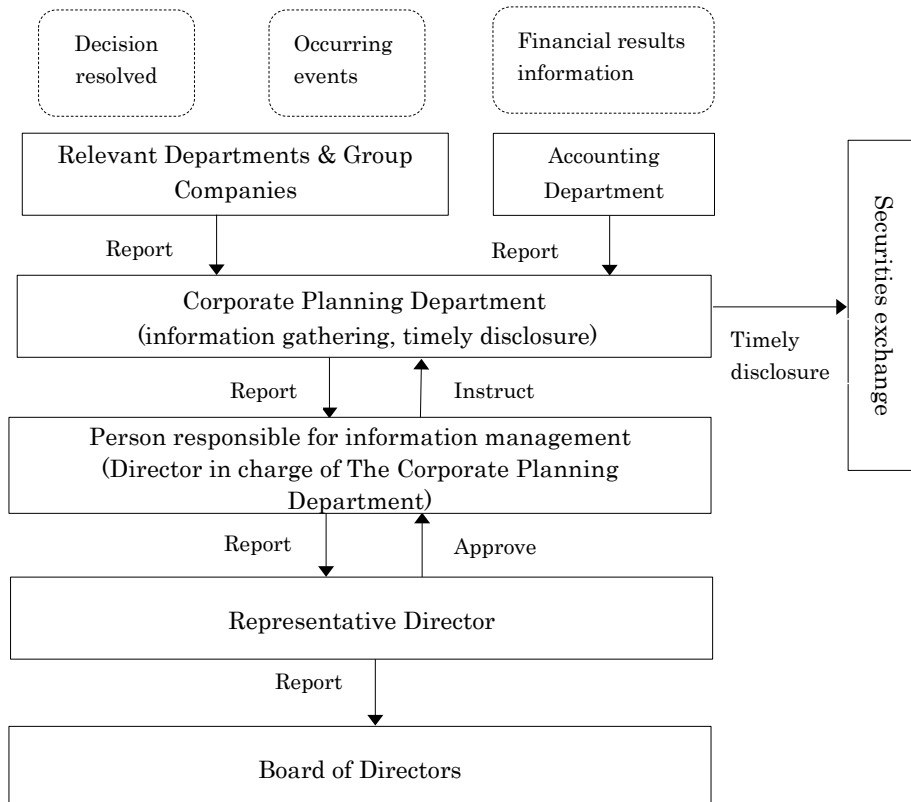 Decision
resolved
Occurring
events
Financial results
information
Relevant Departments & Group
Companies
Accounting
Department
Report
Report
Corporate Planning Department
(information gathering, timely disclosure)
Timely
disclosure
Securities exchange
Report
Instruct
Person responsible for information management
(Director in charge of The Corporate Planning
Department)
Report
Approve
Representative Director
Report
Board of Directors